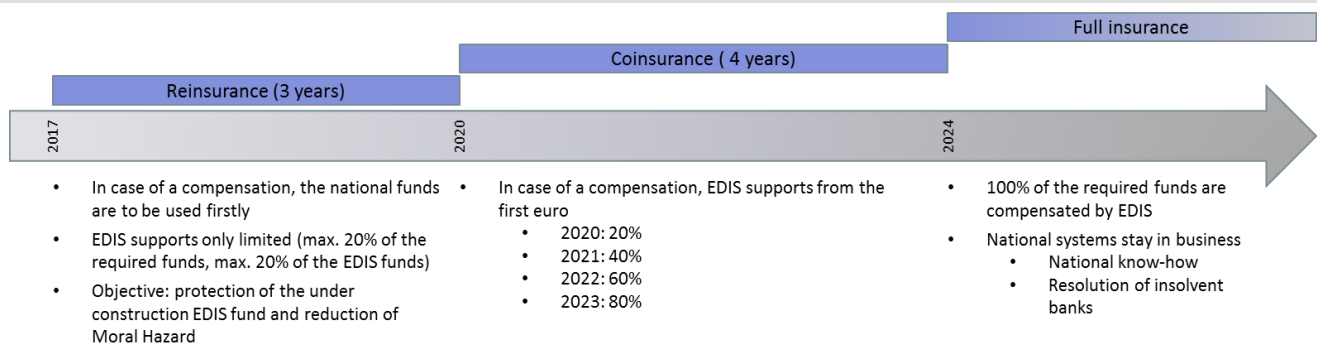 Full insurance
Coinsurance ( 4 years)
Reinsurance (3 years)
2017
2020
2024
• In case of a compensation, the national funds
are to be used firstly
• EDIS supports only limited (max. 20% of the
required funds, max. 20% of the EDIS funds)
• Objective: protection of the under
construction EDIS fund and reduction of
Moral Hazard
• In case of a compensation, EDIS supports from the
first euro
• 2020: 20%
• 2021: 40%
• 2022: 60%
• 2023: 80%
• 100% of the required funds are
compensated by EDIS
• National systems stay in business
• National know-how
• Resolution of insolvent
banks